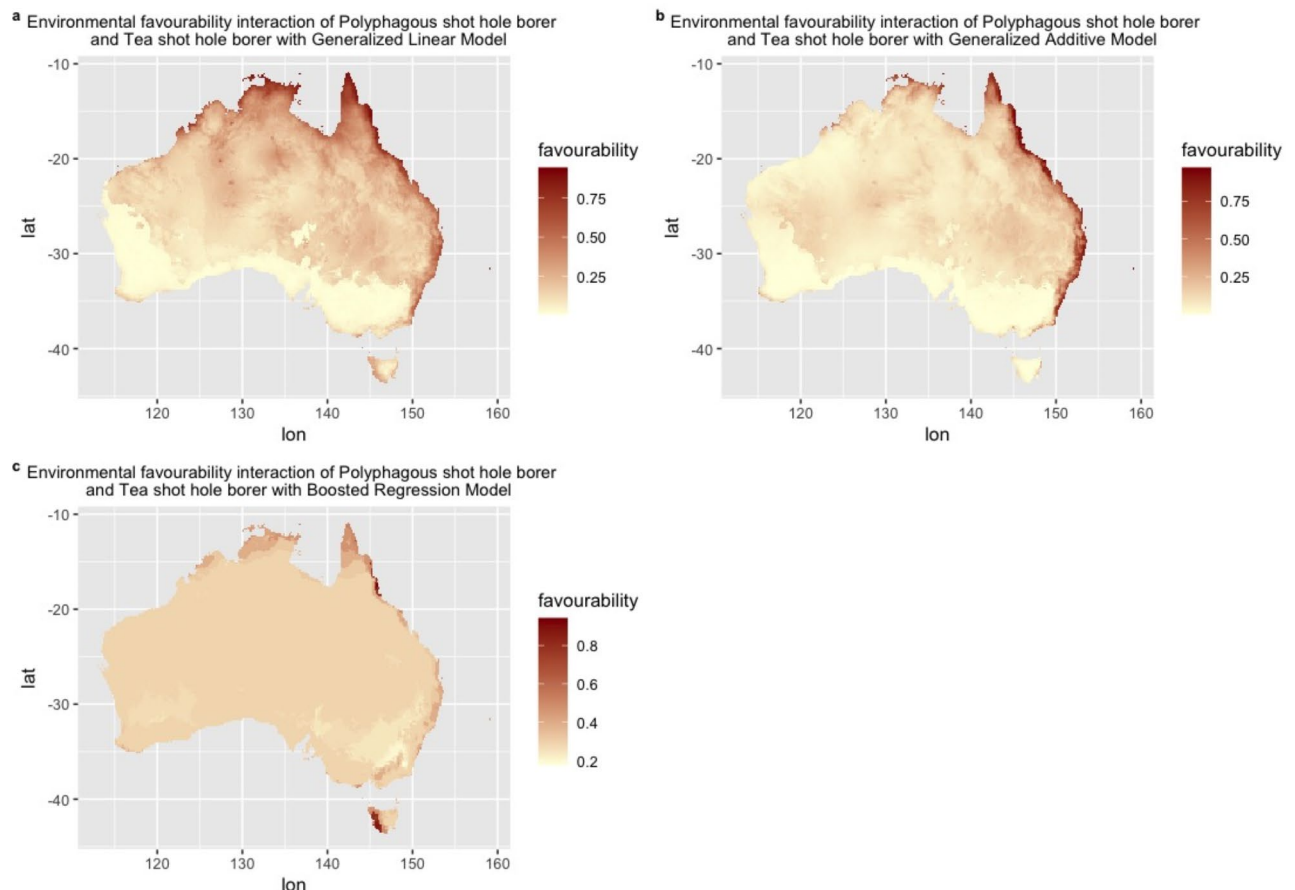 a Environmental favourability interaction of Polyphagous shot hole borer
and Tea shot hole borer with Generalized Linear Model
-10
-20
-30
-40
lat
120
130
140
150
160
lon
favourability
0.75
0.50
0.25
b Environmental favourability interaction of Polyphagous shot hole borer
and Tea shot hole borer with Generalized Additive Model
-10
-20
-30
-40
lat
120
130
140
150
160
lon
favourability
0.75
0.50
0.25
c Environmental favourability interaction of Polyphagous shot hole borer
and Tea shot hole borer with Boosted Regression Model
-10
-20
-30
-40
lat
120
130
140
150
160
lon
favourability
0.8
0.6
0.4
0.2